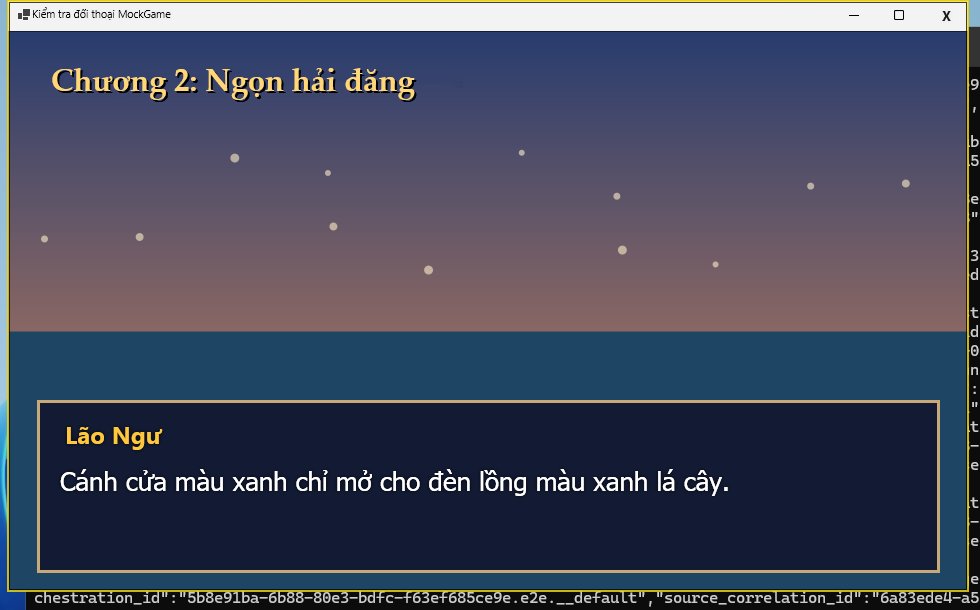 Kiểm tra đối thoại MockGame
Chương 2: Ngọn hải đăng
Lão Ngư
Cánh cửa màu xanh chỉ mở cho đèn lồng màu xanh lá cây.
chestration_id":"5b8e91ba-6b88-80e3-bdfc-f63ef685ce9e.e2e.__default","source_correlation_id":"6a83ede4-a6